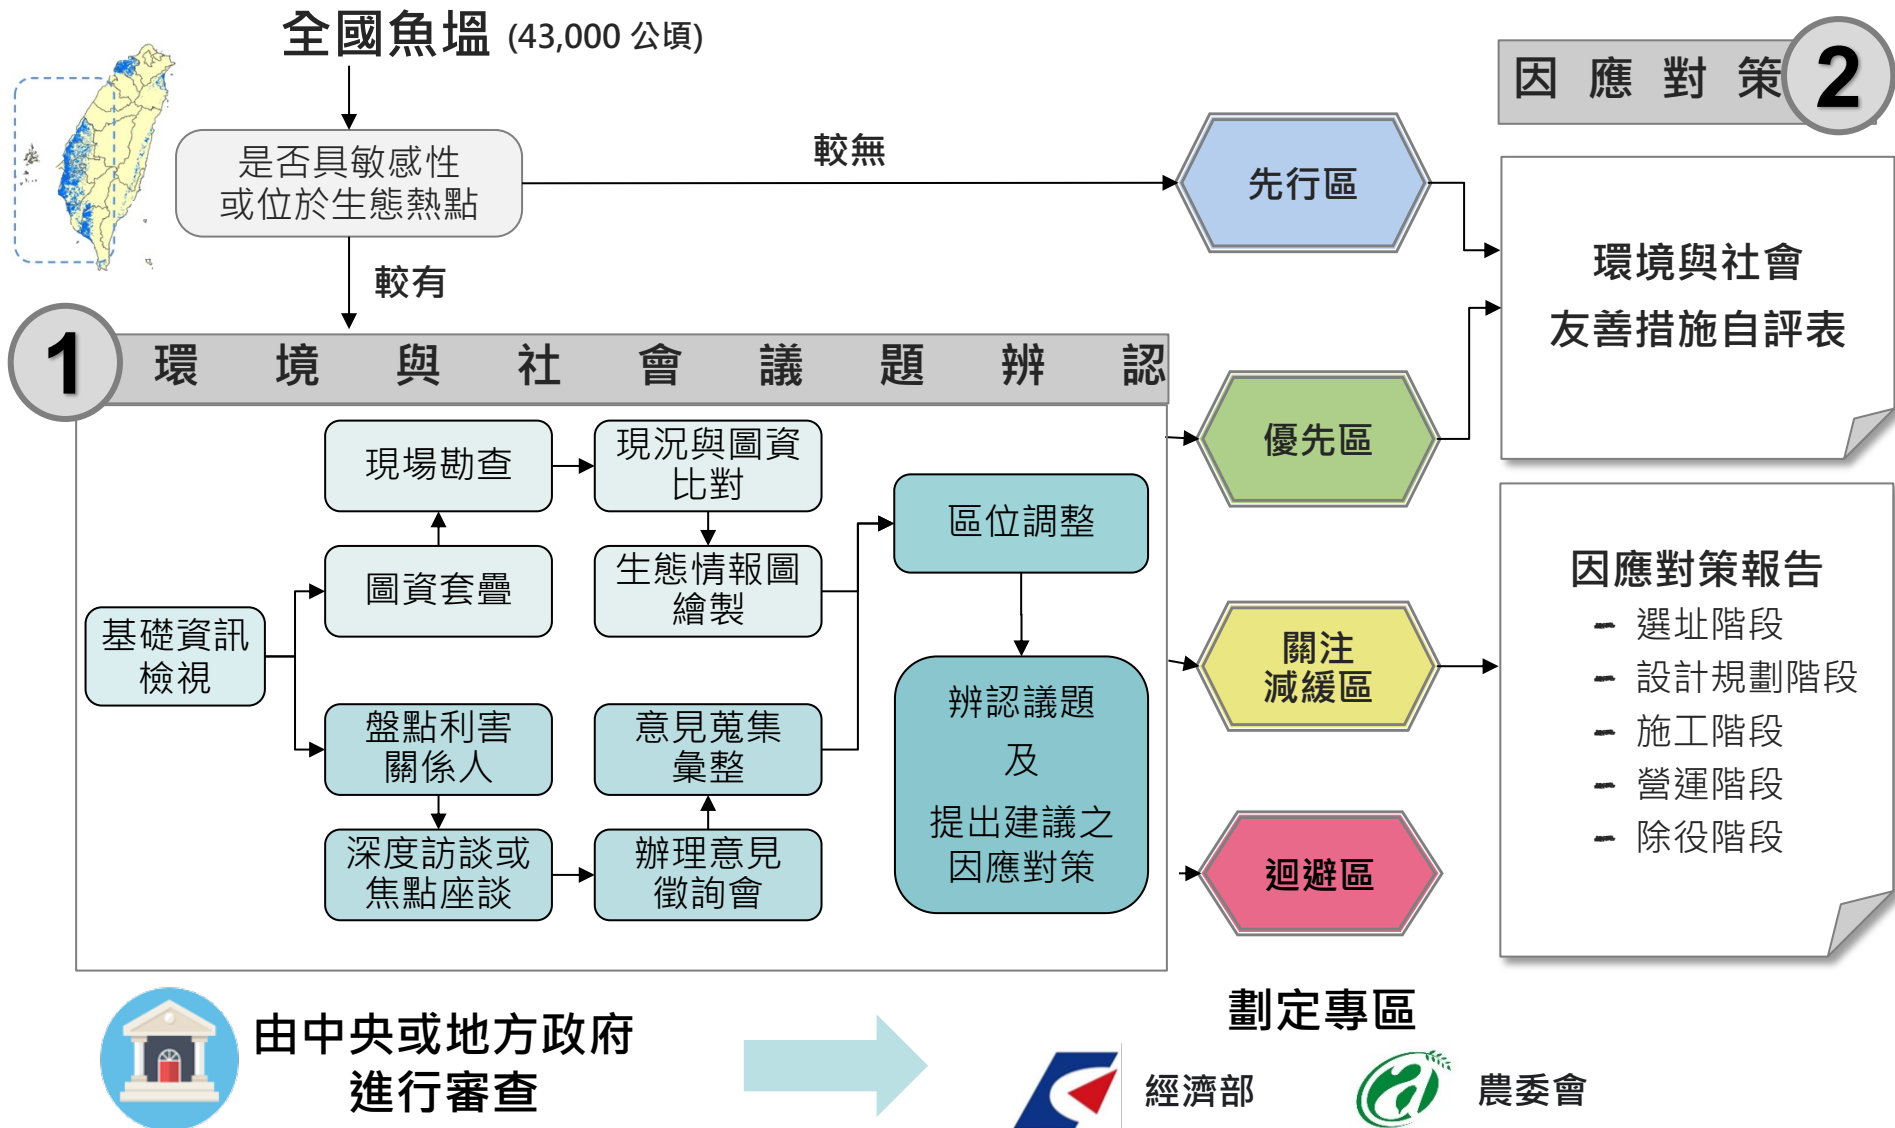 全國魚塭 (43,000 公頃)
因應對策
2
是否具敏感性
或位於生態熱點
較無
先行區
較有
環境與社會
友善措施自評表
1
環境與社會議題辨認
現場勘查
現況與圖資
比對
優先區
區位調整
圖資套疊
生態情報圖
繪製
基礎資訊
檢視
盤點利害
關係人
意見蒐集
彙整
辨認議題
及
提出建議之
因應對策
關注
減緩區
深度訪談或
焦點座談
辦理意見
徵詢會
迴避區
因應對策報告
– 選址階段
– 設計規劃階段
– 施工階段
– 營運階段
– 除役階段
由中央或地方政府
進行審查
劃定專區
經濟部
農委會